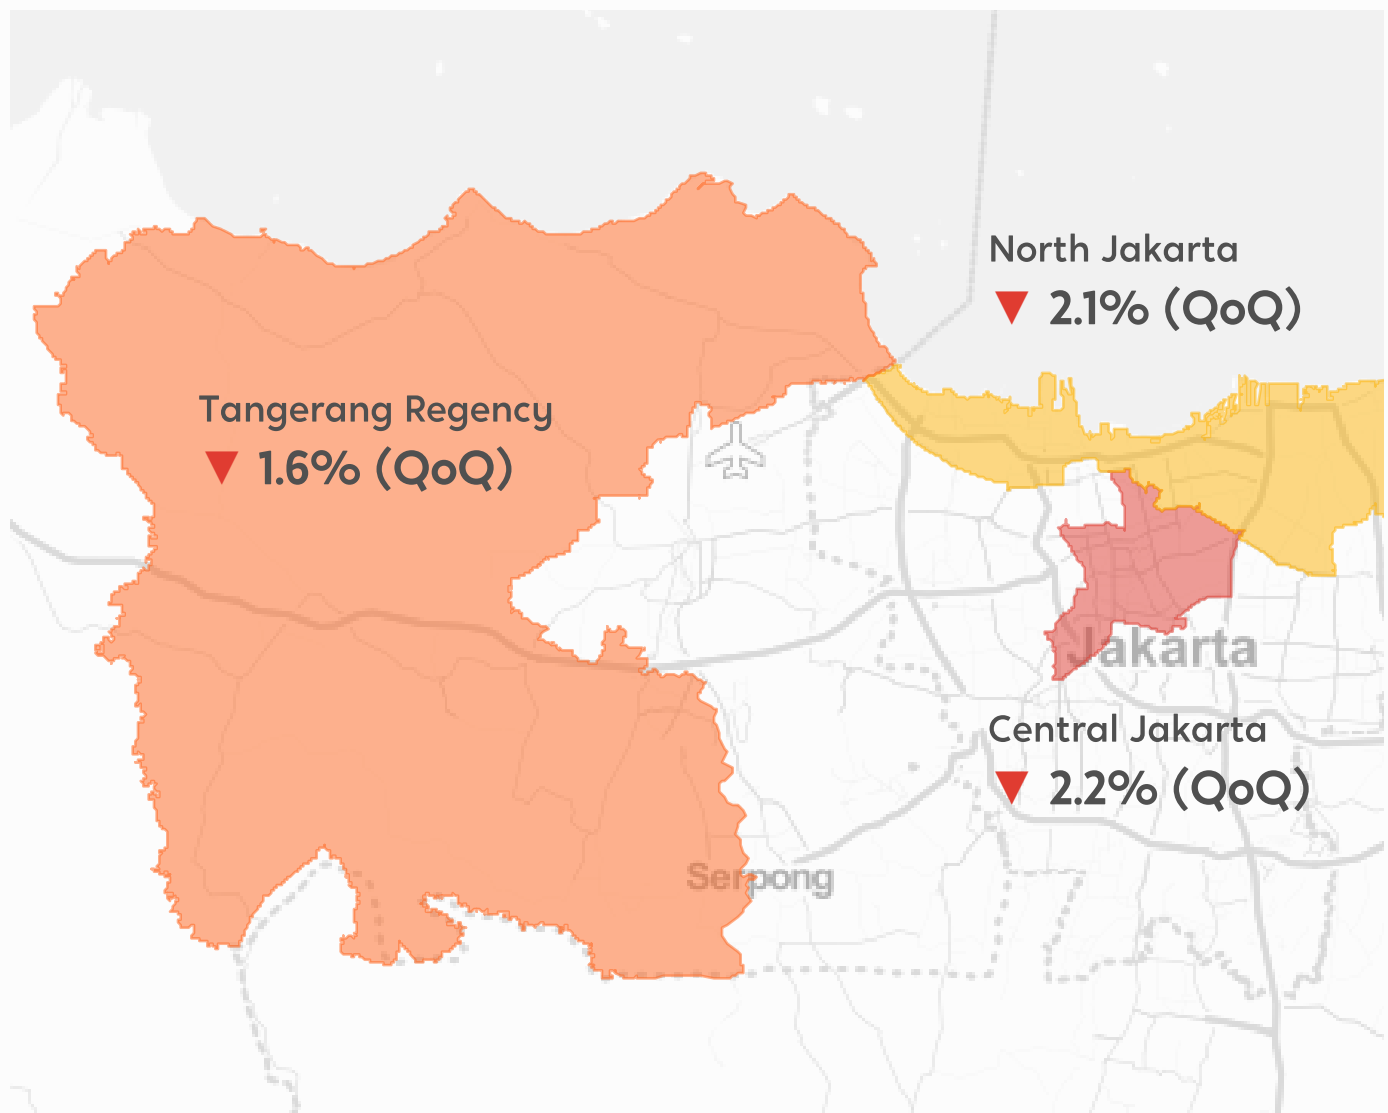 North Jakarta
▼ 2.1% (QoQ)
Tangerang Regency
▼ 1.6% (QoQ)
Jakarta
Central Jakarta
▼ 2.2% (QoQ)
Serpong